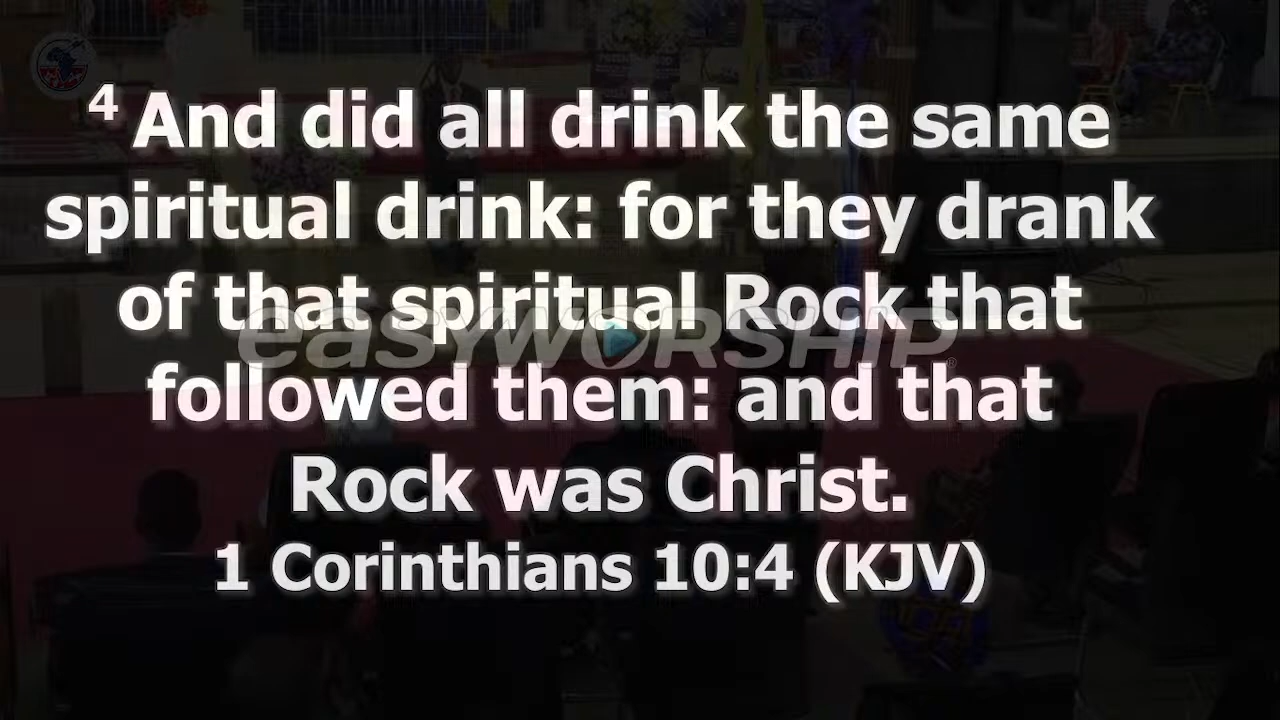 4 And did all drink the same
spiritual drink: for they drank
of that spiritual Rock that
easyworship®
followed them: and that
Rock was Christ.
1 Corinthians 10:4 (KJV)